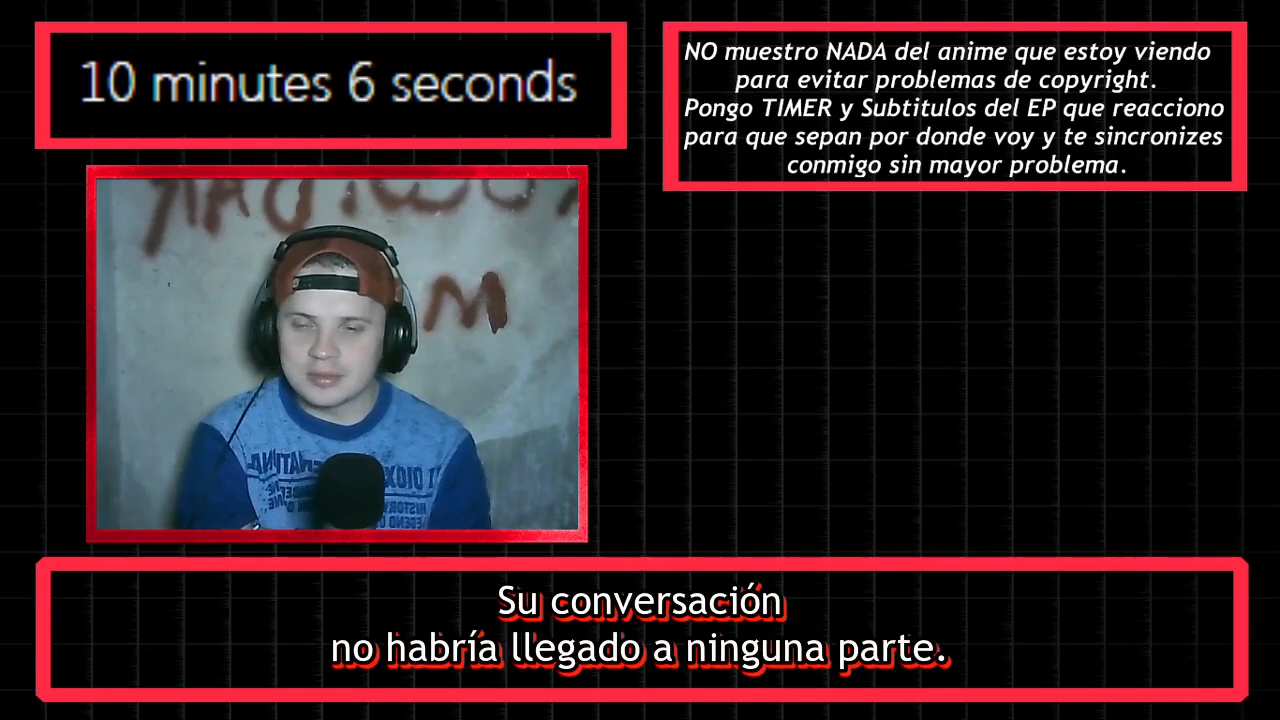 10 minutes 6 seconds
NO muestro NADA del anime que estoy viendo
para evitar problemas de copyright.
Pongo TIMER y Subtitulos del EP que reacciono
para que sepan por donde voy y te sincronizes
conmigo sin mayor problema.
Su conversación
no habría llegado a ninguna parte.